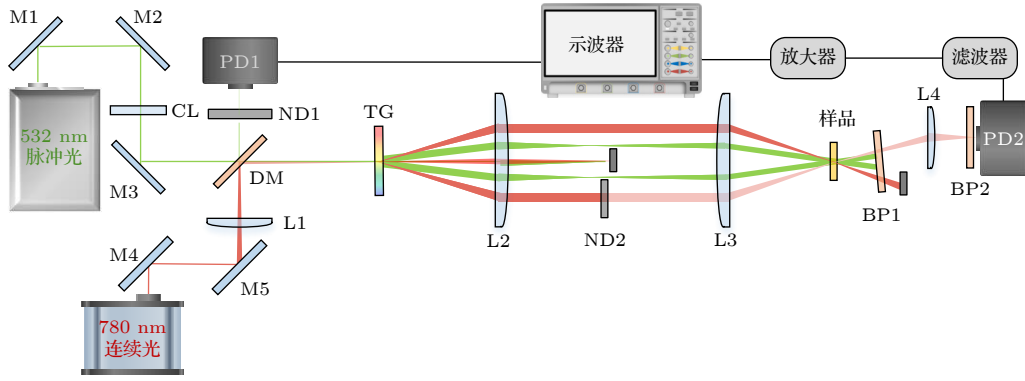 M1
M2
PD1
示波器
放大器
滤波器
532 nm
脉冲光
CL
ND1
TG
L4
样品
PD2
M3
DM
L1
L2
ND2
L3
BP1
BP2
M4
M5
780 nm
连续光